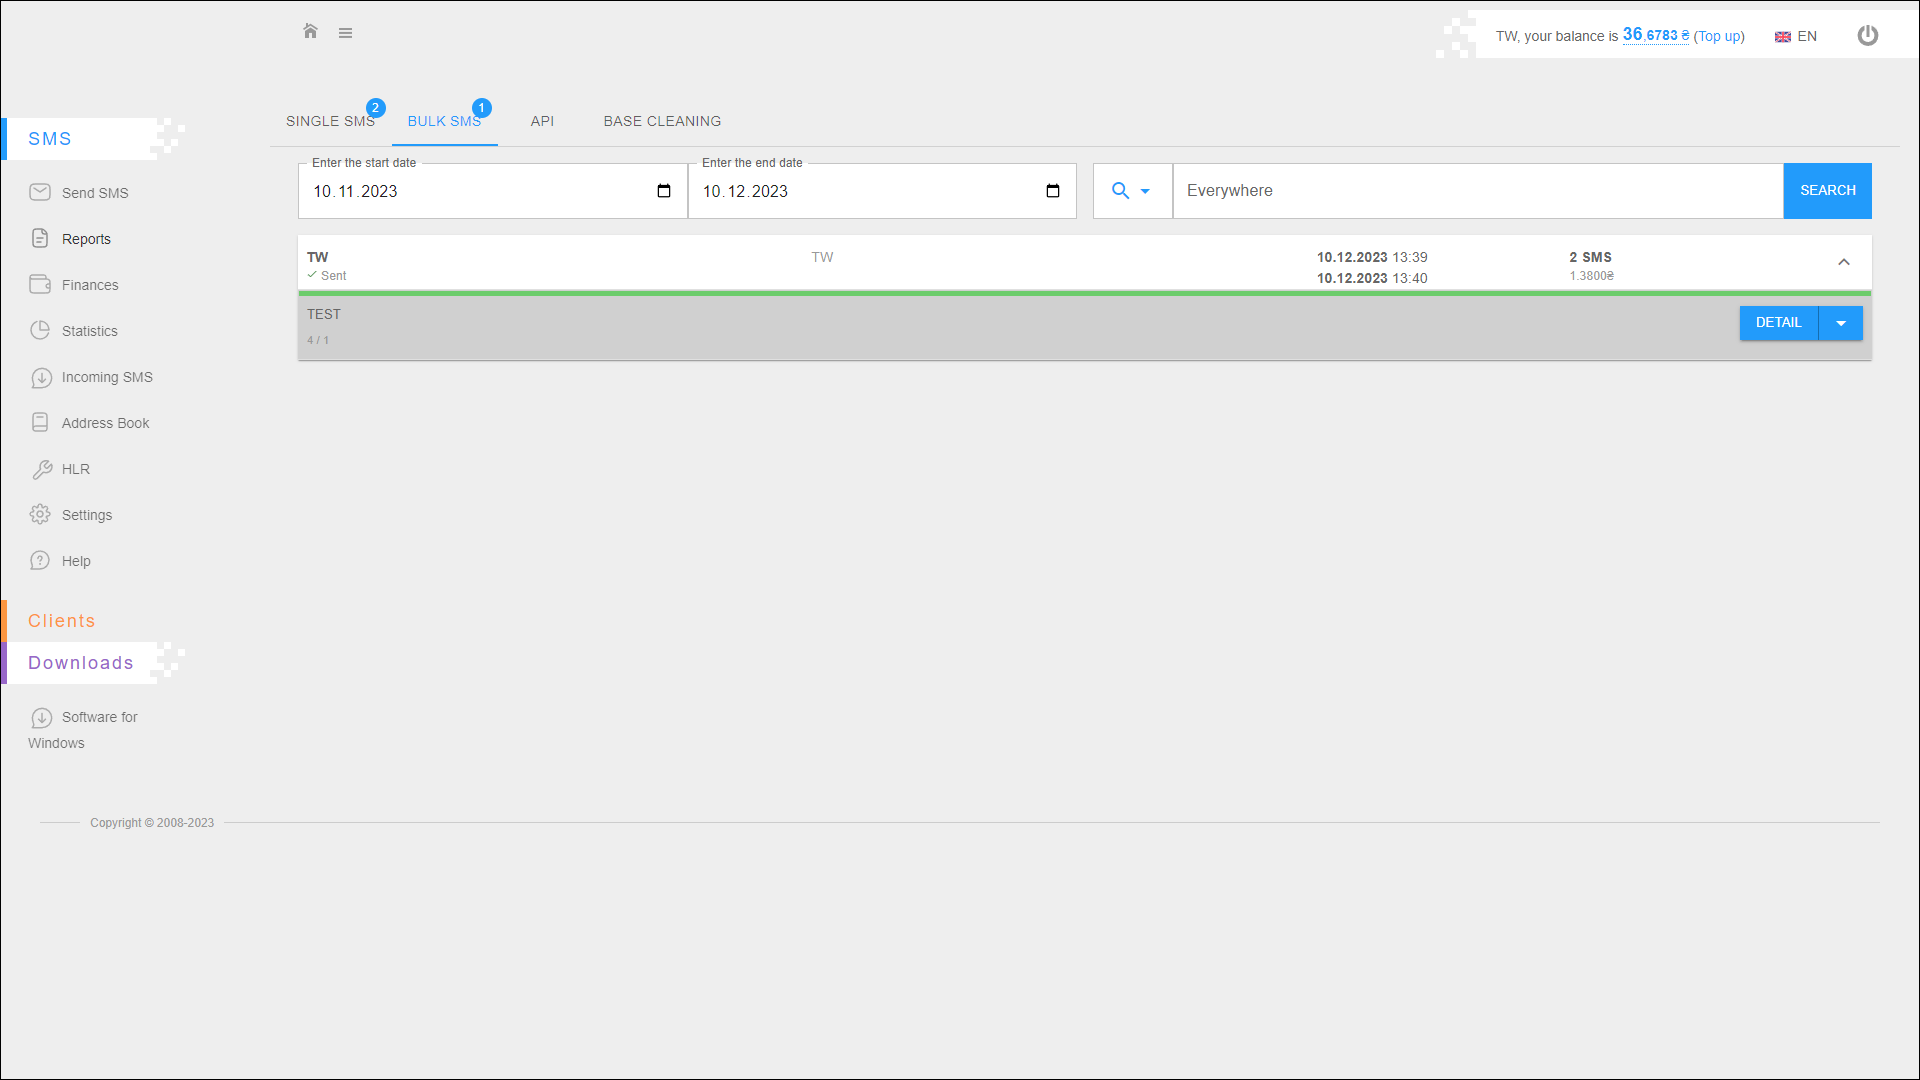 TW, your balance is 36,6783 ₴ (Top up)
EN
SINGLE SMS 2
BULK SMS 1
API
BASE CLEANING
SMS
Send SMS
Reports
Finances
Statistics
Incoming SMS
Address Book
HLR
Settings
Help
Clients
Downloads
Software for
Windows
Enter the start date
10.11.2023
Enter the end date
10.12.2023
Everywhere
SEARCH
TW
Sent
TW
10.12.2023 13:39
10.12.2023 13:40
2 SMS
1.3800₴
TEST
4 / 1
DETAIL
Copyright © 2008-2023